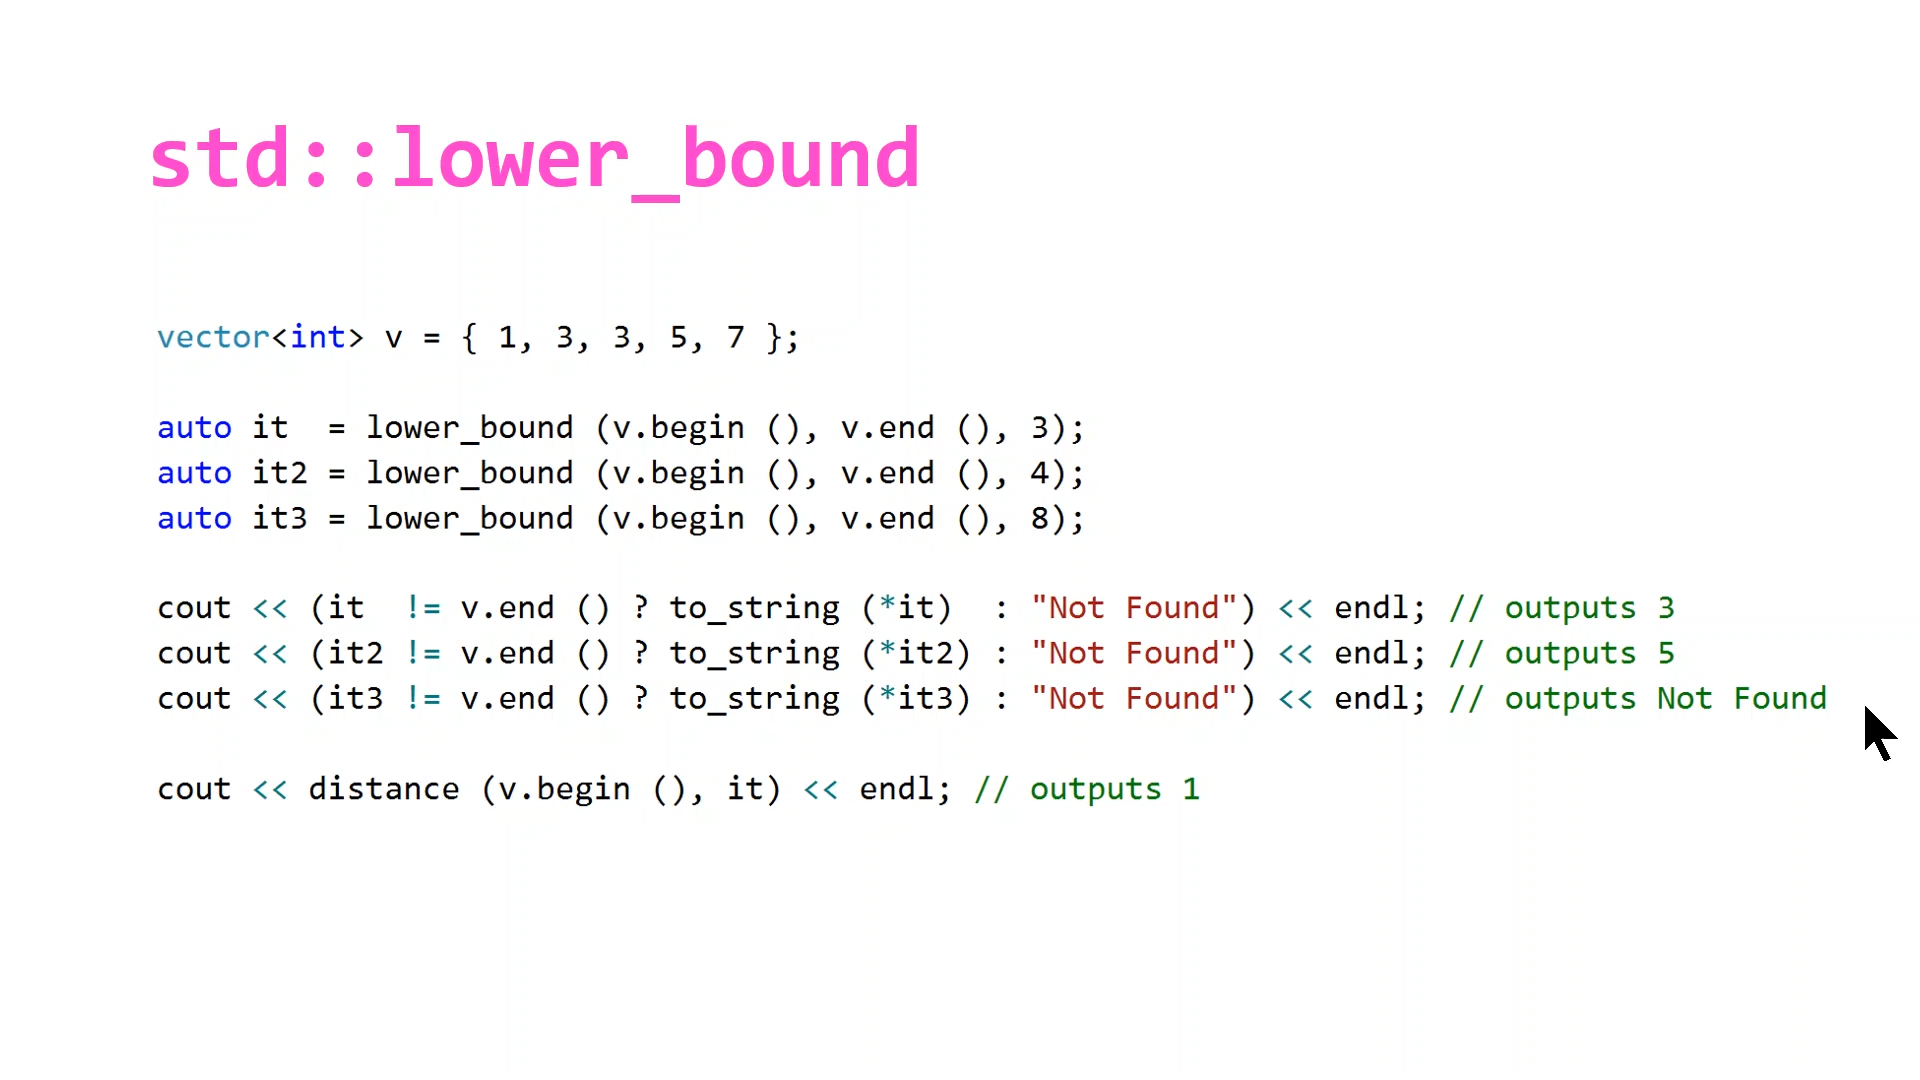 std::lower_bound
vector<int> v = { 1, 3, 3, 5, 7 };
auto it  = lower_bound (v.begin (), v.end (), 3);
auto it2 = lower_bound (v.begin (), v.end (), 4);
auto it3 = lower_bound (v.begin (), v.end (), 8);
cout << (it  != v.end () ? to_string (*it)  : "Not Found") << endl; // outputs 3
cout << (it2 != v.end () ? to_string (*it2) : "Not Found") << endl; // outputs 5
cout << (it3 != v.end () ? to_string (*it3) : "Not Found") << endl; // outputs Not Found
cout << distance (v.begin (), it) << endl; // outputs 1